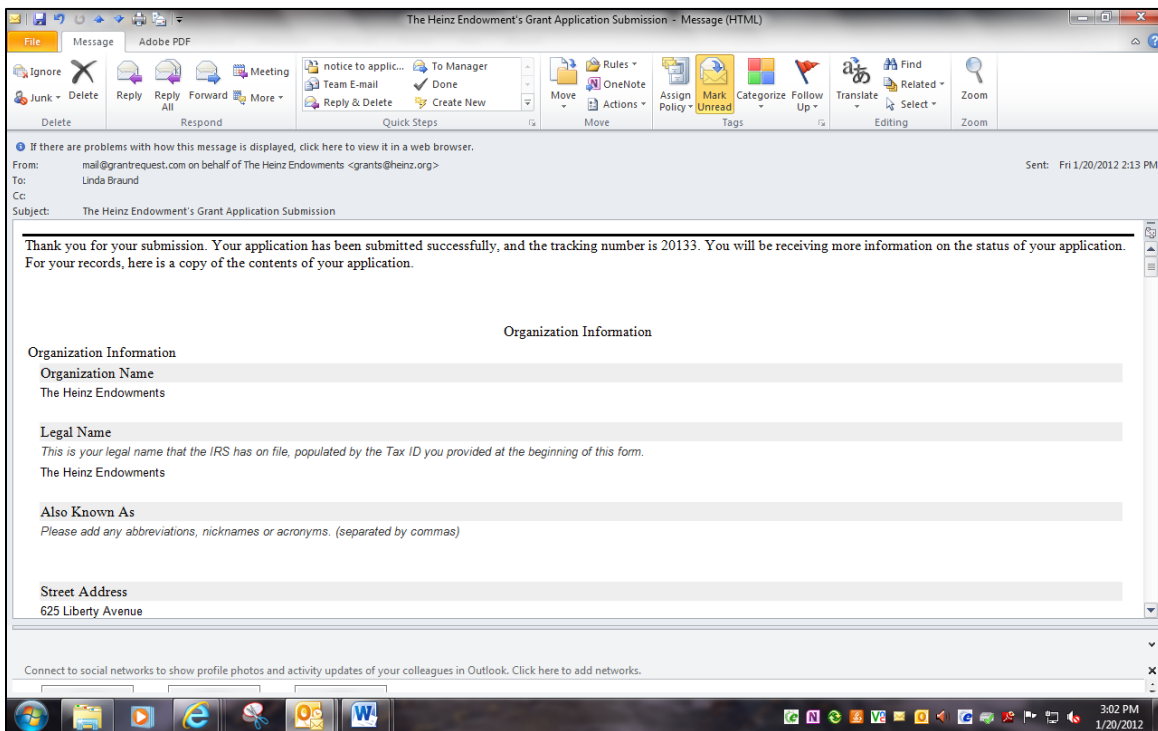 The Heinz Endowment's Grant Application Submission - Message (HTML)
File Message Adobe PDF
Ignore
Junk
Delete
Reply
Reply All
Forward
Meeting
More
notice to applic...
Team E-mail
Reply & Delete
To Manager
Done
Create New
Move
Rules
OneNote
Actions
Assign Policy
Mark Unread
Categorize
Follow Up
Translate
Find
Related
Select
Zoom
Delete Respond Quick Steps Move Tags Editing Zoom
If there are problems with how this message is displayed, click here to view it in a web browser.
From: mail@grantrequest.com on behalf of The Heinz Endowments <grants@heinz.org> Sent: Fri 1/20/2012 2:13 PM
To: Linda Braund
Cc:
Subject: The Heinz Endowment's Grant Application Submission
Thank you for your submission. Your application has been submitted successfully, and the tracking number is 20133. You will be receiving more information on the status of your application.
For your records, here is a copy of the contents of your application.
Organization Information
Organization Information
Organization Name
The Heinz Endowments
Legal Name
This is your legal name that the IRS has on file, populated by the Tax ID you provided at the beginning of this form.
The Heinz Endowments
Also Known As
Please add any abbreviations, nicknames or acronyms. (separated by commas)
Street Address
625 Liberty Avenue
Connect to social networks to show profile photos and activity updates of your colleagues in Outlook. Click here to add networks.
3:02 PM
1/20/2012